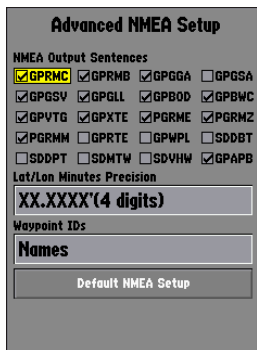 Advanced NMEA Setup
NMEA Output Sentences
GPRMC GPRMB GPGGA GPGSA
GPGSV GPGLL GPBOD GPBWC
GPVTG GPXTE PGRME PGRMZ
PGRMM GPRTE GPWPL SDDBT
SDDPT SDMTW SDVHW GPAPB
Lat/Lon Minutes Precision
XX.XXXX'(4 digits)
Waypoint IDs
Names
Default NMEA Setup